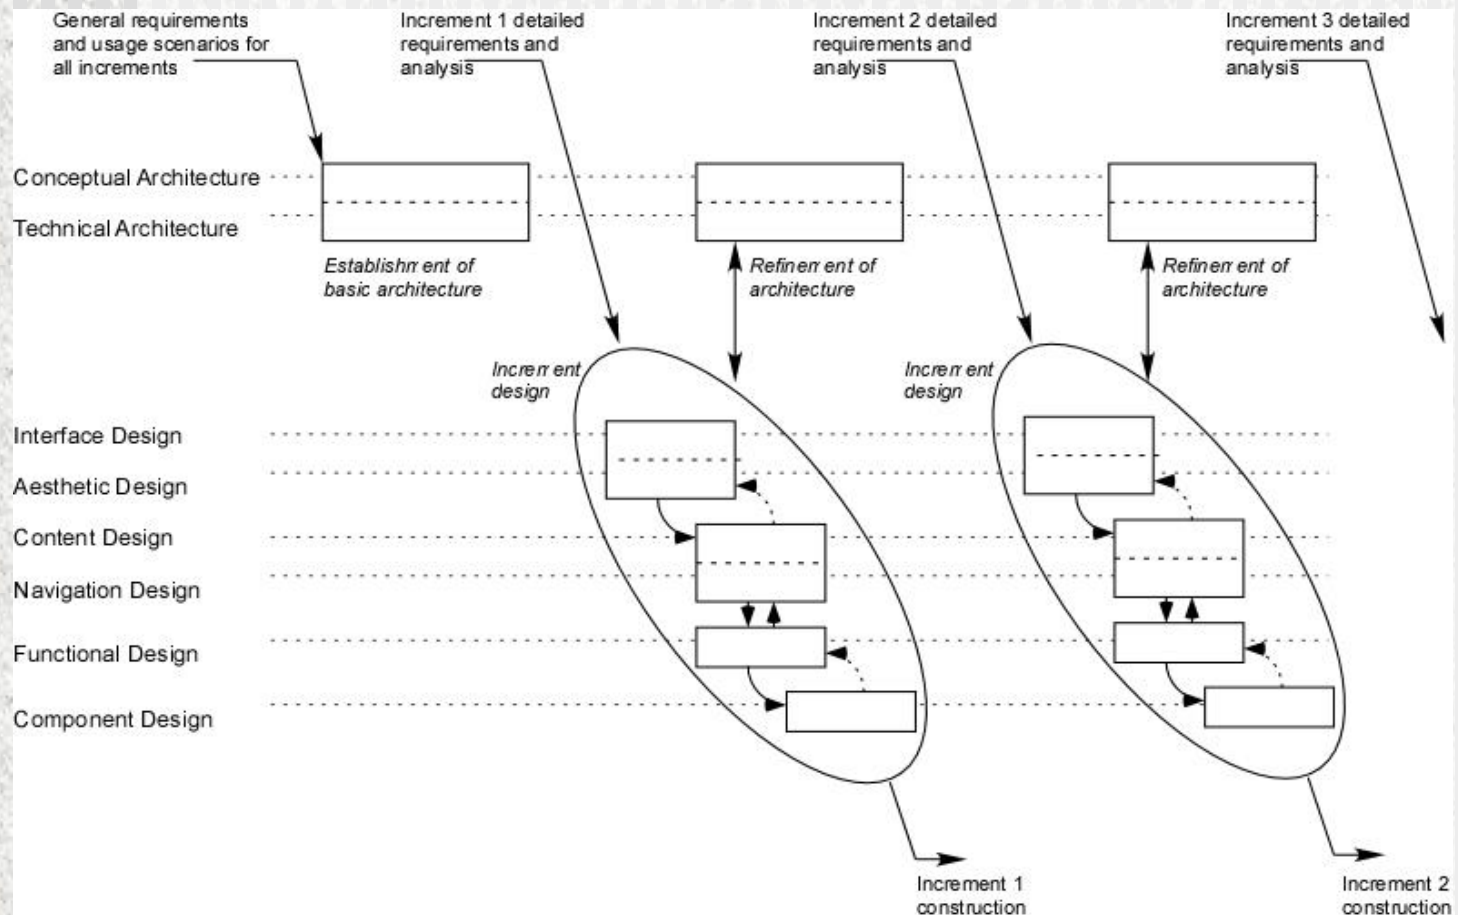 General requirements
and usage scenarios for
all increments
Increment 1 detailed
requirements and
analysis
Increment 2 detailed
requirements and
analysis
Increment 3 detailed
requirements and
analysis
Conceptual Architecture
Technical Architecture
Establishment of
basic architecture
Refinement of
architecture
Refinement of
architecture
Increment
design
Increment
design
Interface Design
Aesthetic Design
Content Design
Navigation Design
Functional Design
Component Design
Increment 1
construction
Increment 2
construction